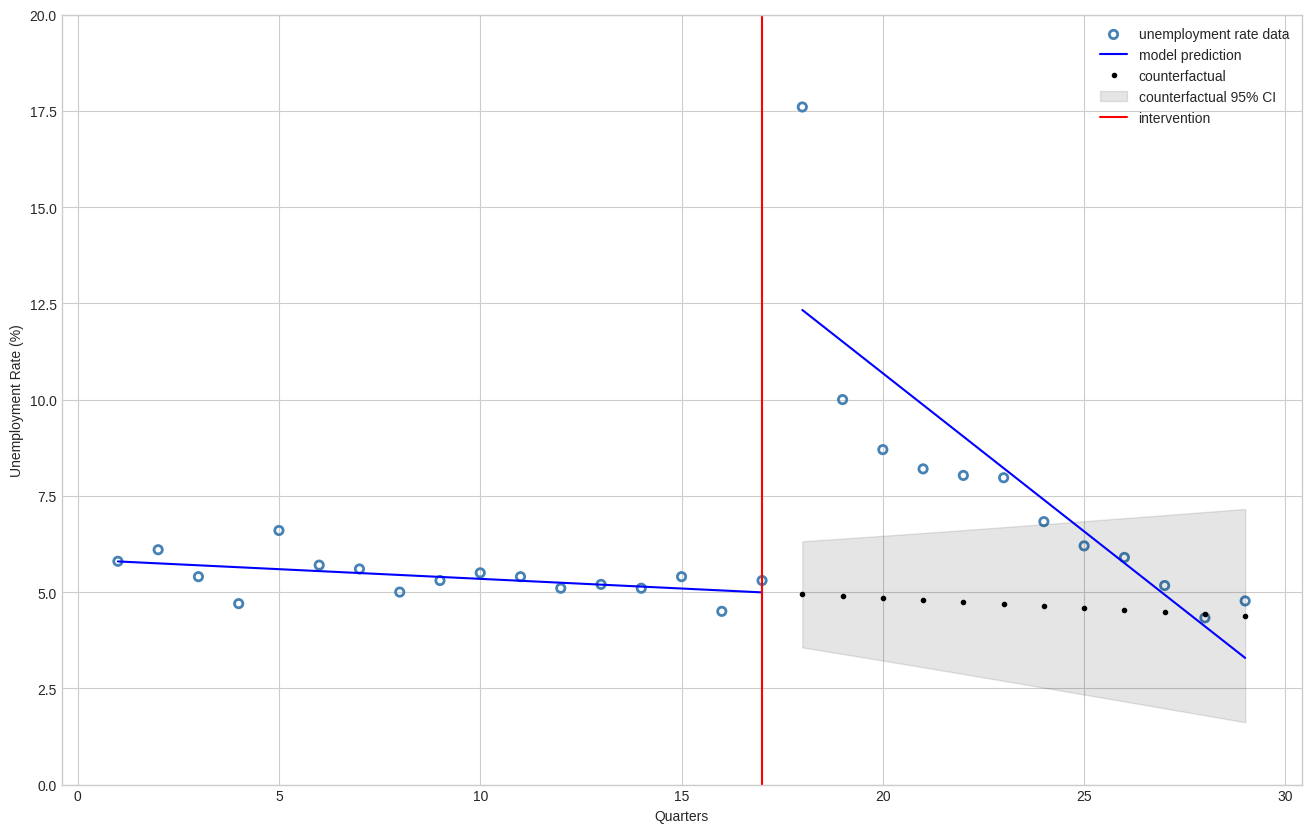 20.0
17.5
15.0
12.5
10.0
7.5
5.0
2.5
0.0
Unemployment Rate (%)
unemployment rate data
model prediction
counterfactual
counterfactual 95% CI
intervention
0 5 10 15 20 25 30
Quarters